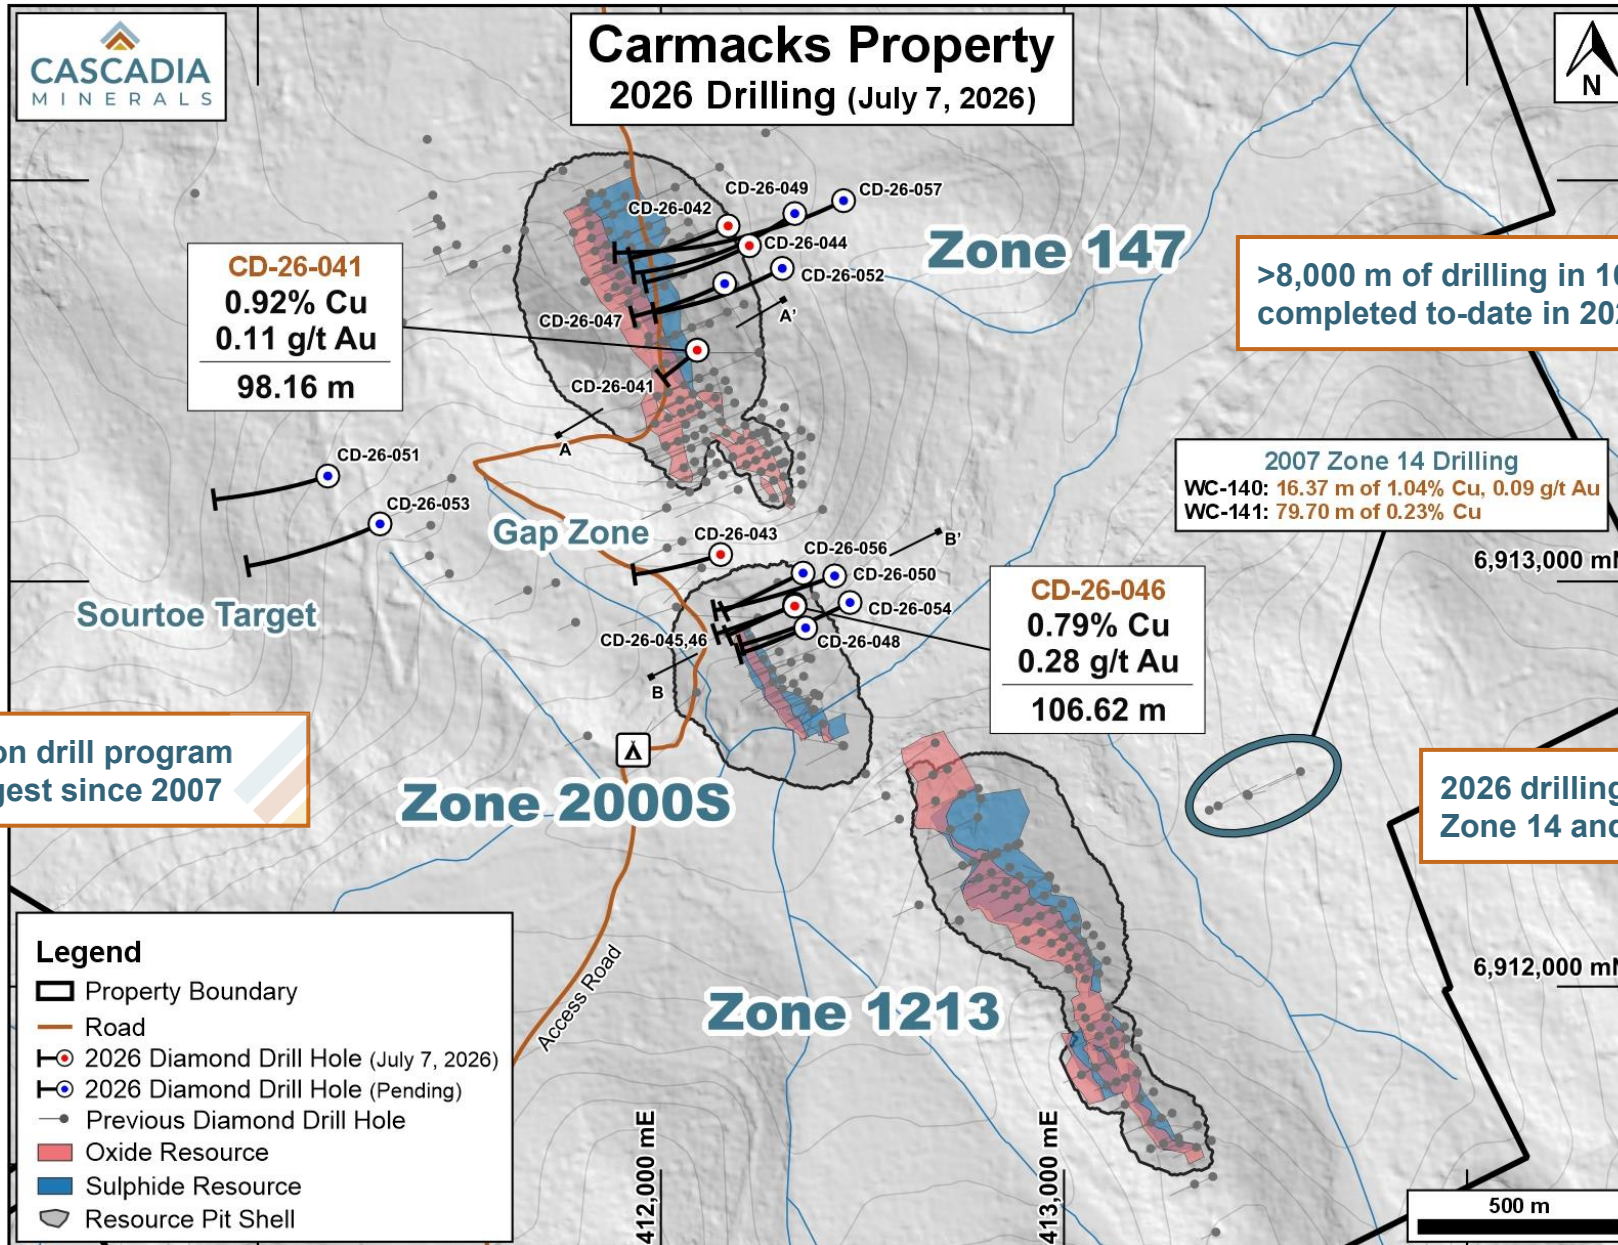 CASCADIA
MINERALS
Carmacks Property
2026 Drilling (July 7, 2026)
N
CD-26-049
CD-26-057
CD-26-042
CD-26-044
Zone 147
CD-26-052
CD-26-041
0.92% Cu
0.11 g/t Au
98.16 m
CD-26-047
A'
>8,000 m of drilling in
completed to-date in
CD-26-041
A
CD-26-051
CD-26-053
2007 Zone 14 Drilling
WC-140: 16.37 m of 1.04% Cu, 0.09 g/t Au
WC-141: 79.70 m of 0.23% Cu
Gap Zone
CD-26-043
CD-26-056
B'
CD-26-050
6,913,000
CD-26-054
Sourtoe Target
CD-26-045,46
CD-26-048
CD-26-046
0.79% Cu
0.28 g/t Au
106.62 m
B
on drill program
since 2007
Zone 2000S
2026 drilling
Zone 14 and
Legend
Property Boundary
Road
2026 Diamond Drill Hole (July 7, 2026)
2026 Diamond Drill Hole (Pending)
Previous Diamond Drill Hole
Oxide Resource
Sulphide Resource
Resource Pit Shell
Access Road
Zone 1213
6,912,000
412,000 mE
413,000 mE
500 m